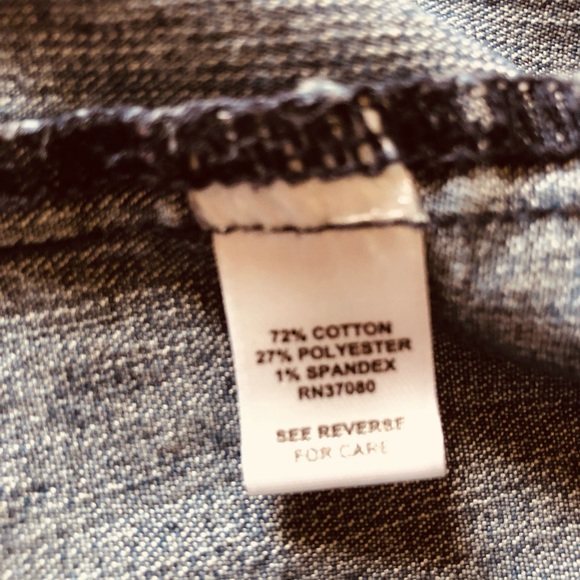 72% COTTON
27% POLYESTER
1% SPANDEX
RN37080
SEE REVERSE
FOR CARE